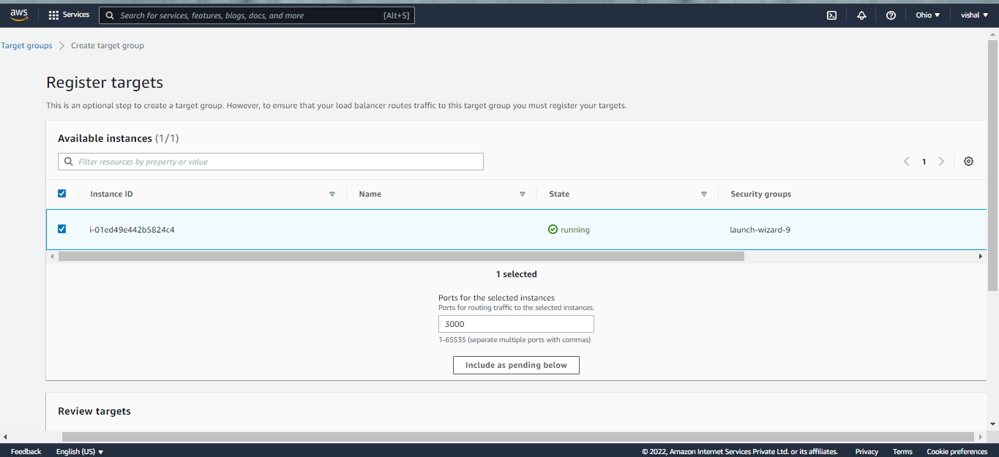 aws Services Search for services, features, blogs, docs, and more [Alt+S] Ohio vishal
Target groups Create target group
Register targets
This is an optional step to create a target group. However, to ensure that your load balancer routes traffic to this target group you must register your targets.
Available instances (1/1)
Filter resources by property or value 1
Instance ID Name State Security groups
i-01ed49e442b5824c4 running launch-wizard-9
1 selected
Ports for the selected instances
Ports for routing traffic to the selected instances.
3000
1-65535 (separate multiple ports with commas)
Include as pending below
Review targets
Feedback English (US) © 2022, Amazon Internet Services Private Ltd. or its affiliates. Privacy Terms Cookie preferences